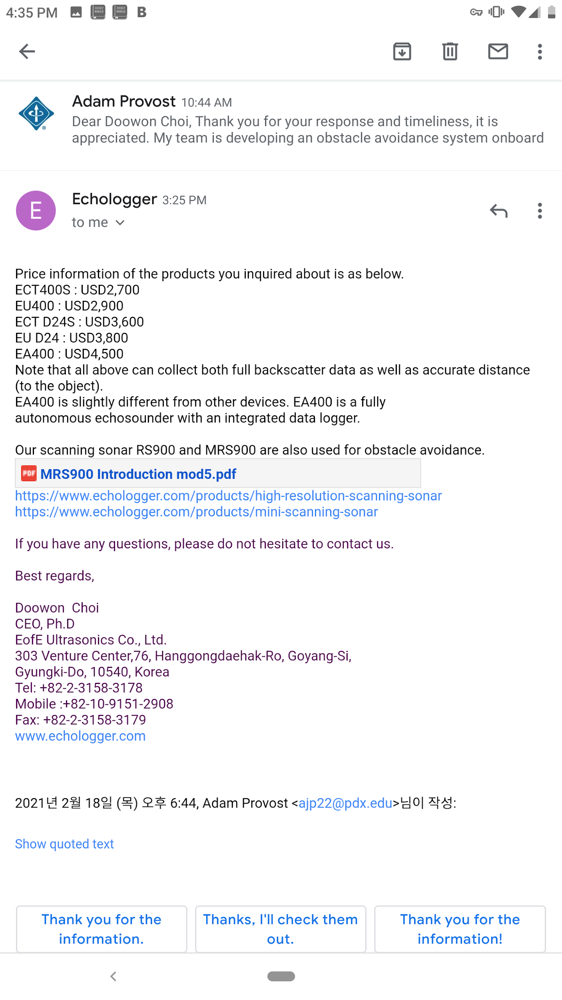 4:35 PM
HOLY
BIBLE
HOLY
BIBLE
B
Adam Provost 10:44 AM
Dear Doowon Choi, Thank you for your response and timeliness, it is
appreciated. My team is developing an obstacle avoidance system onboard
E
Echologger 3:25 PM
to me
Price information of the products you inquired about is as below.
ECT400S : USD2,700
EU400 : USD2,900
ECT D24S : USD3,600
EU D24 : USD3,800
EA400 : USD4,500
Note that all above can collect both full backscatter data as well as accurate distance
(to the object).
EA400 is slightly different from other devices. EA400 is a fully
autonomous echosounder with an integrated data logger.
Our scanning sonar RS900 and MRS900 are also used for obstacle avoidance.
PDF MRS900 Introduction mod5.pdf
https://www.echologger.com/products/high-resolution-scanning-sonar
https://www.echologger.com/products/mini-scanning-sonar
If you have any questions, please do not hesitate to contact us.
Best regards,
Doowon  Choi
CEO, Ph.D
EofE Ultrasonics Co., Ltd.
303 Venture Center,76, Hanggongdaehak-Ro, Goyang-Si,
Gyungki-Do, 10540, Korea
Tel: +82-2-3158-3178
Mobile :+82-10-9151-2908
Fax: +82-2-3158-3179
www.echologger.com
2021년 2월 18일 (목) 오후 6:44, Adam Provost <ajp22@pdx.edu>님이 작성:
Show quoted text
Thank you for the
information.
Thanks, I'll check them
out.
Thank you for the
information!